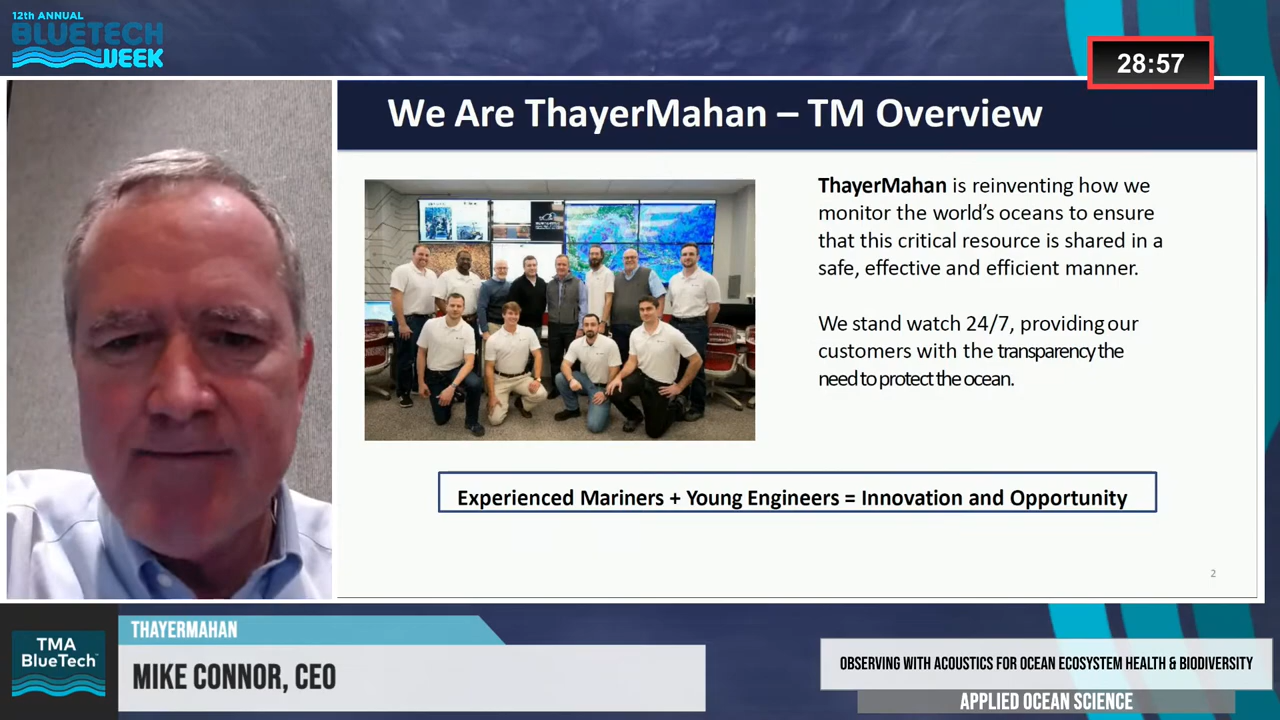 12th ANNUAL
BLUETECH
WEEK
28:57
We Are ThayerMahan – TM Overview
ThayerMahan is reinventing how we
monitor the world's oceans to ensure
that this critical resource is shared in a
safe, effective and efficient manner.
We stand watch 24/7, providing our
customers with the transparency the
need to protect the ocean.
Experienced Mariners + Young Engineers = Innovation and Opportunity
2
TMA
BlueTech™
THAYERMAHAN
MIKE CONNOR, CEO
OBSERVING WITH ACOUSTICS FOR OCEAN ECOSYSTEM HEALTH & BIODIVERSITY
APPLIED OCEAN SCIENCE